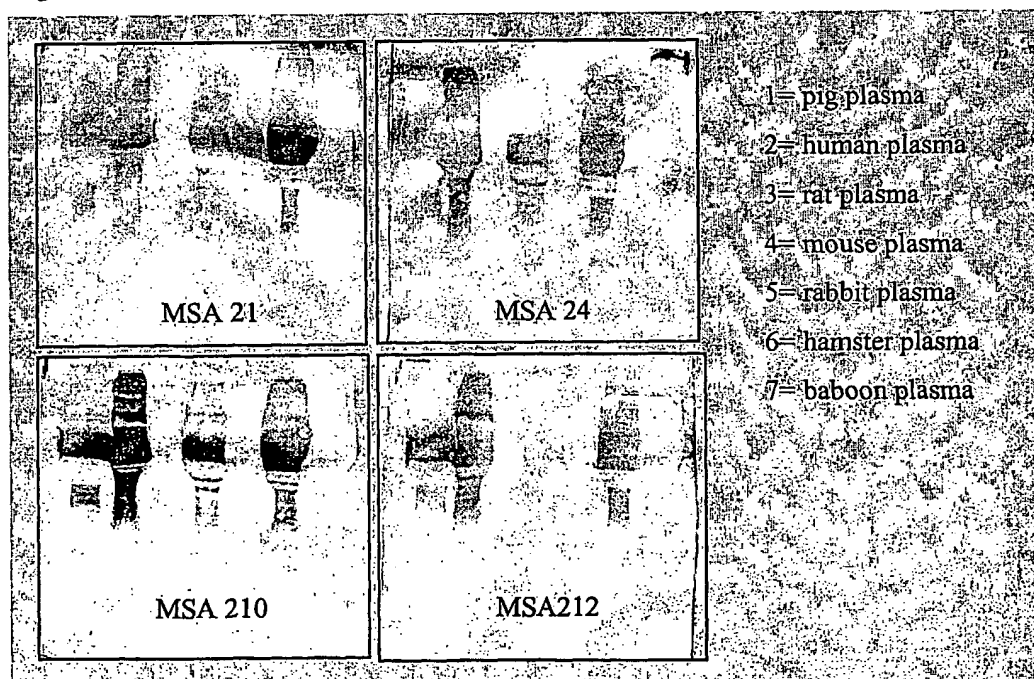 MSA 21
MSA 24
MSA 210
MSA212
1= pig plasma
2= human plasma
3= rat plasma
4= mouse plasma
5= rabbit plasma
6= hamster plasma
7= baboon plasma